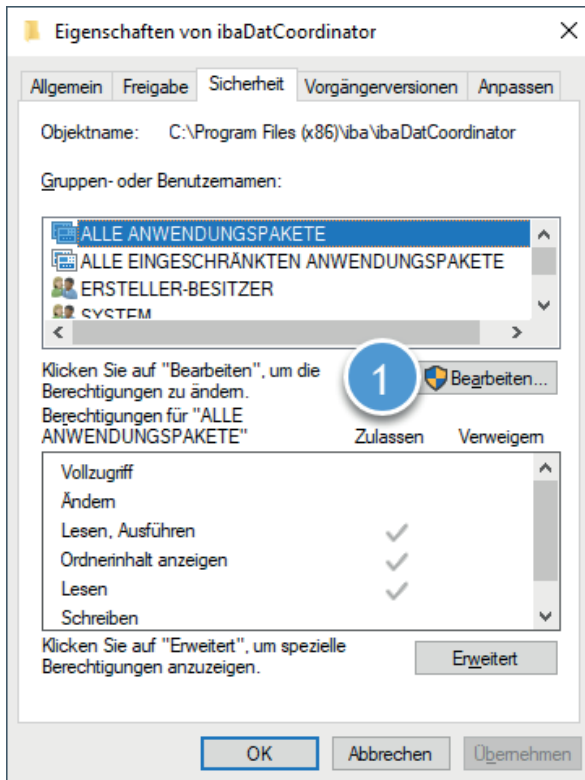 Eigenschaften von ibaDatCoordinator
Allgemein Freigabe Sicherheit Vorgängerversionen Anpassen
Objektname: C:\Program Files (x86)\iba\ibaDatCoordinator
Gruppen- oder Benutzernamen:
ALLE ANWENDUNGSPAKETE
ALLE EINGESCHRÄNKTEN ANWENDUNGSPAKETE
ERSTELLER-BESITZER
SYSTEM
Klicken Sie auf "Bearbeiten", um die
Berechtigungen zu ändern.
1
Bearbeiten...
Berechtigungen für "ALLE
ANWENDUNGSPAKETE" Zulassen Verweigern
Vollzugriff
Ändern
Lesen, Ausführen
Ordnerinhalt anzeigen
Lesen
Schreiben
Klicken Sie auf "Erweitert", um spezielle
Berechtigungen anzuzeigen.
Erweitert
OK Abbrechen Übernehmen